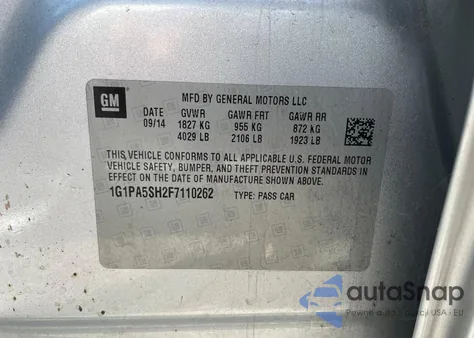 GM
MFD BY GENERAL MOTORS LLC
DATE GVWR GAWR FRT GAWR RR
09/14 1827 KG 955 KG 872 KG
4029 LB 2106 LB 1923 LB
THIS VEHICLE CONFORMS TO ALL APPLICABLE U.S. FEDERAL MOTOR
VEHICLE SAFETY, BUMPER, AND THEFT PREVENTION STANDARDS
IN EFFECT ON THE DATE OF MANUFACTURE SHOWN ABOVE.
1G1PA5SH2F7110262 TYPE: PASS CAR
autoSnap